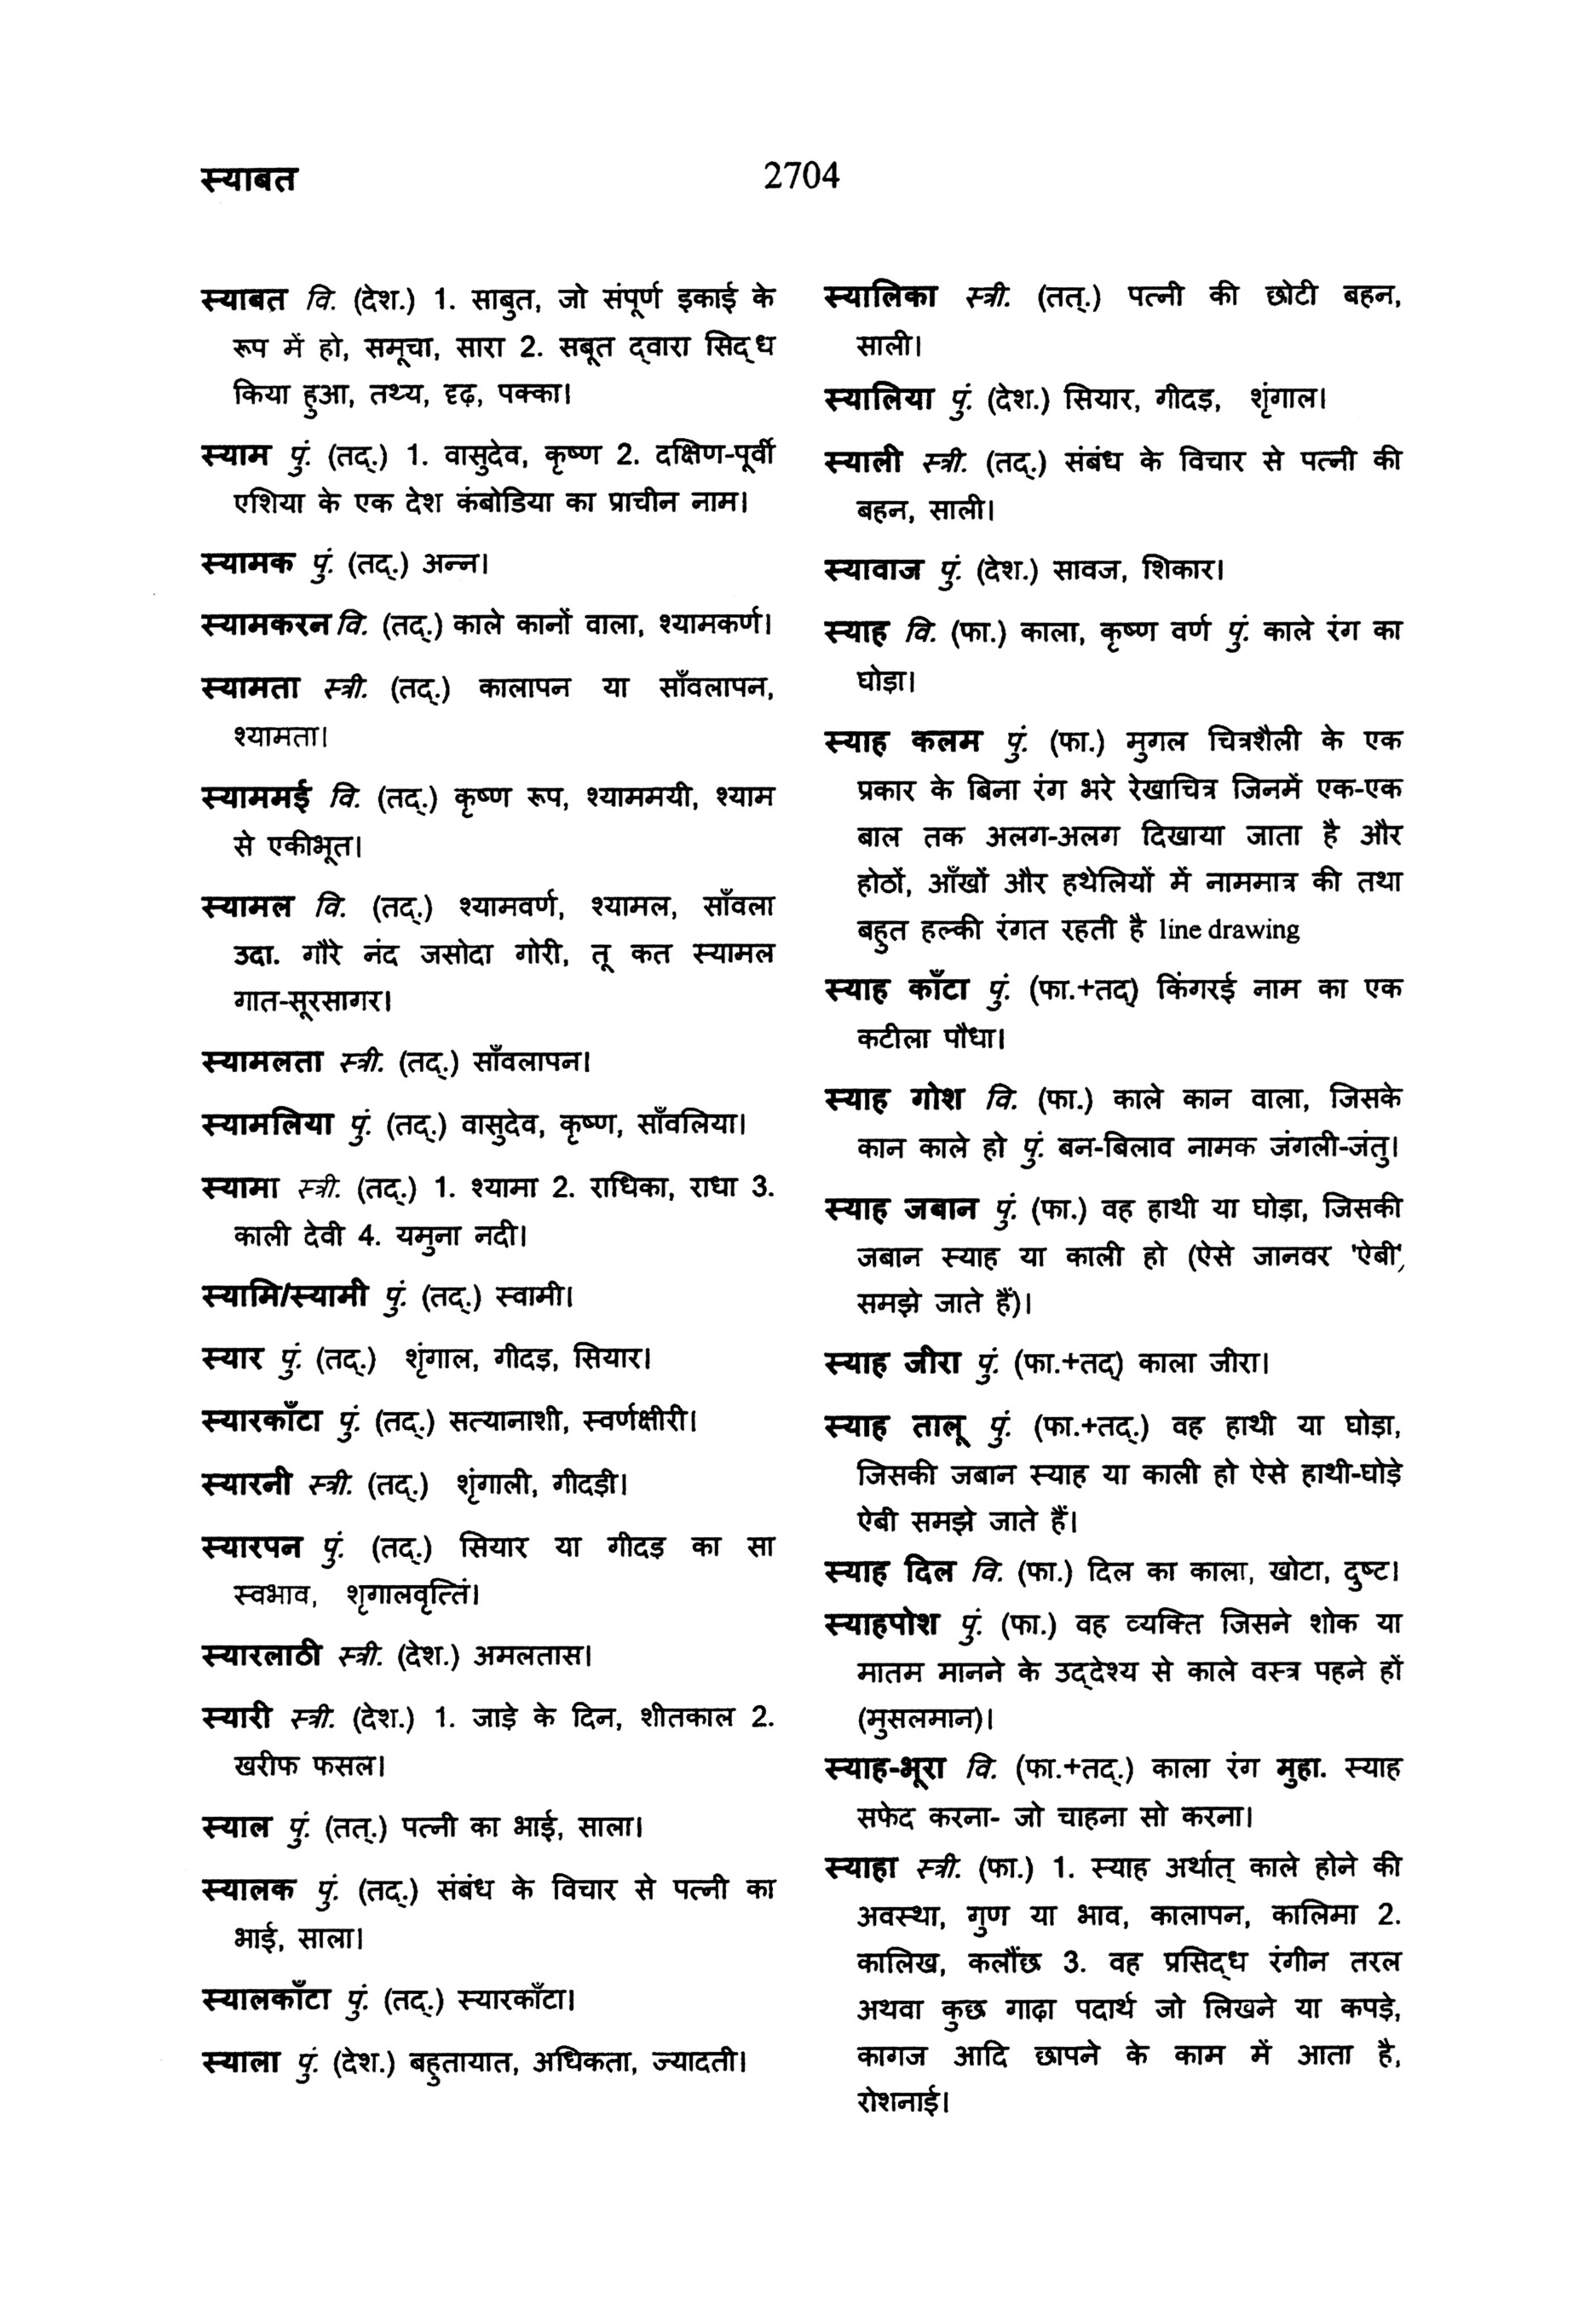 स्याबत
2704
स्याबत वि. (देश.) 1. साबुत, जो संपूर्ण इकाई के
रूप में हो, समूचा, सारा 2. सबूत द्वारा सिद्ध
किया हुआ, तथ्य, दृढ़, पक्का।
स्याम पुं. (तद्.) 1. वासुदेव, कृष्ण 2. दक्षिण-पूर्वी
एशिया के एक देश कंबोडिया का प्राचीन नाम।
स्यामक पुं. (तद्.) अन्न।
स्यामकरन वि. (तद्.) काले कानों वाला, श्यामकर्ण।
स्यामता स्त्री. (तद्.) कालापन या साँवलापन,
श्यामता।
स्याममई वि. (तद्.) कृष्ण रूप, श्याममयी, श्याम
से एकीभूत।
स्यामल वि. (तद्.) श्यामवर्ण, श्यामल, साँवला
उदा. गौरे नंद जसोदा गोरी, तू कत स्यामल
गात-सूरसागर।
स्यामलता स्त्री. (तद्.) साँवलापन।
स्यामलिया पुं. (तद्.) वासुदेव, कृष्ण, साँवलिया।
स्यामा स्त्री. (तद्.) 1. श्यामा 2. राधिका, राधा 3.
काली देवी 4. यमुना नदी।
स्यामि/स्यामी पुं. (तद्.) स्वामी।
स्यार पुं. (तद्.) शृंगाल, गीदड़, सियार।
स्यारकाँटा पुं. (तद्.) सत्यानाशी, स्वर्णक्षीरी।
स्यारनी स्त्री. (तद्.) शृंगाली, गीदड़ी।
स्यारपन पुं. (तद्.) सियार या गीदड़ का सा
स्वभाव, शृगालवृत्तिं।
स्यारलाठी स्त्री. (देश.) अमलतास।
स्यारी स्त्री. (देश.) 1. जाड़े के दिन, शीतकाल 2.
खरीफ फसल।
स्याल पुं. (तत्.) पत्नी का भाई, साला।
स्यालक पुं. (तद्.) संबंध के विचार से पत्नी का
भाई, साला।
स्यालकाँटा पुं. (तद्.) स्यारकाँटा।
स्याला पुं. (देश.) बहुतायात, अधिकता, ज्यादती।
स्यालिका स्त्री. (तत्.) पत्नी की छोटी बहन,
साली।
स्यालिया पुं. (देश.) सियार, गीदड़, शृंगाल।
स्याली स्त्री. (तद्.) संबंध के विचार से पत्नी की
बहन, साली।
स्यावाज पुं. (देश.) सावज, शिकार।
स्याह वि. (फा.) काला, कृष्ण वर्ण पुं. काले रंग का
घोड़ा।
स्याह कलम पुं. (फा.) मुगल चित्रशैली के एक
प्रकार के बिना रंग भरे रेखाचित्र जिनमें एक-एक
बाल तक अलग-अलग दिखाया जाता है और
होठों, आँखों और हथेलियों में नाममात्र की तथा
बहुत हल्की रंगत रहती है line drawing
स्याह काँटा पुं. (फा.+तद्) किंगरई नाम का एक
कटीला पौधा।
स्याह गोश वि. (फा.) काले कान वाला, जिसके
कान काले हो पुं. बन-बिलाव नामक जंगली-जंतु।
स्याह जबान पुं. (फा.) वह हाथी या घोड़ा, जिसकी
जबान स्याह या काली हो (ऐसे जानवर 'ऐबी',
समझे जाते हैं)।
स्याह जीरा पुं. (फा.+तद्) काला जीरा।
स्याह तालू पुं. (फा.+तद्.) वह हाथी या घोड़ा,
जिसकी जबान स्याह या काली हो ऐसे हाथी-घोड़े
ऐबी समझे जाते हैं।
स्याह दिल वि. (फा.) दिल का काला, खोटा, दुष्ट।
स्याहपोश पुं. (फा.) वह व्यक्ति जिसने शोक या
मातम मानने के उद्देश्य से काले वस्त्र पहने हों
(मुसलमान)।
स्याह-भूरा वि. (फा.+तद्.) काला रंग मुहा. स्याह
सफेद करना- जो चाहना सो करना।
स्याहा स्त्री. (फा.) 1. स्याह अर्थात् काले होने की
अवस्था, गुण या भाव, कालापन, कालिमा 2.
कालिख, कलौंछ 3. वह प्रसिद्ध रंगीन तरल
अथवा कुछ गाढ़ा पदार्थ जो लिखने या कपड़े,
कागज आदि छापने के काम में आता है,
रोशनाई।